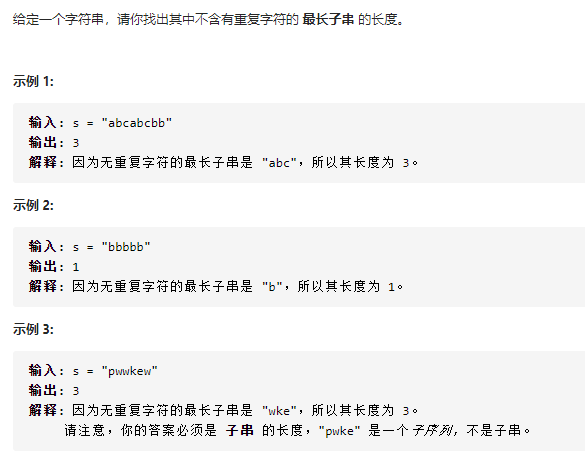 给定一个字符串，请你找出其中不含有重复字符的 最长子串 的长度。
示例 1:
输入: s = "abcabcbb"
输出: 3
解释: 因为无重复字符的最长子串是 "abc"，所以其长度为 3。
示例 2:
输入: s = "bbbbb"
输出: 1
解释: 因为无重复字符的最长子串是 "b"，所以其长度为 1。
示例 3:
输入: s = "pwwkew"
输出: 3
解释: 因为无重复字符的最长子串是 "wke"，所以其长度为 3。
请注意，你的答案必须是 子串 的长度，"pwke" 是一个子序列，不是子串。